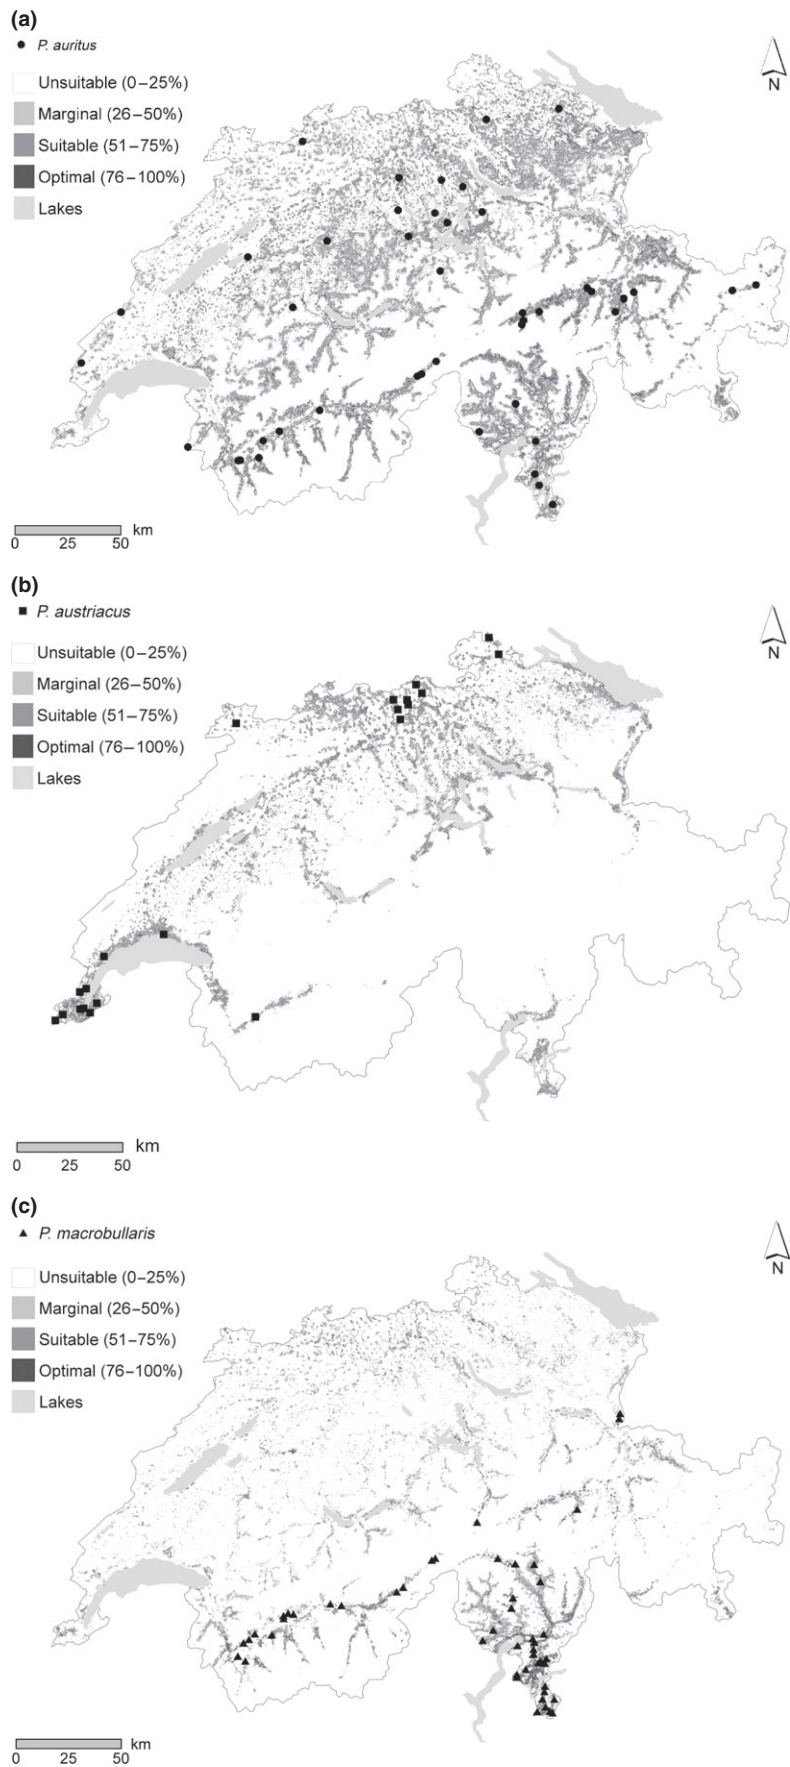 (a)
P. auritus
Unsuitable (0–25%)
Marginal (26–50%)
Suitable (51–75%)
Optimal (76–100%)
Lakes
N
km
0 25 50
(b)
P. austriacus
Unsuitable (0–25%)
Marginal (26–50%)
Suitable (51–75%)
Optimal (76–100%)
Lakes
N
km
0 25 50
(c)
P. macrobullaris
Unsuitable (0–25%)
Marginal (26–50%)
Suitable (51–75%)
Optimal (76–100%)
Lakes
N
km
0 25 50